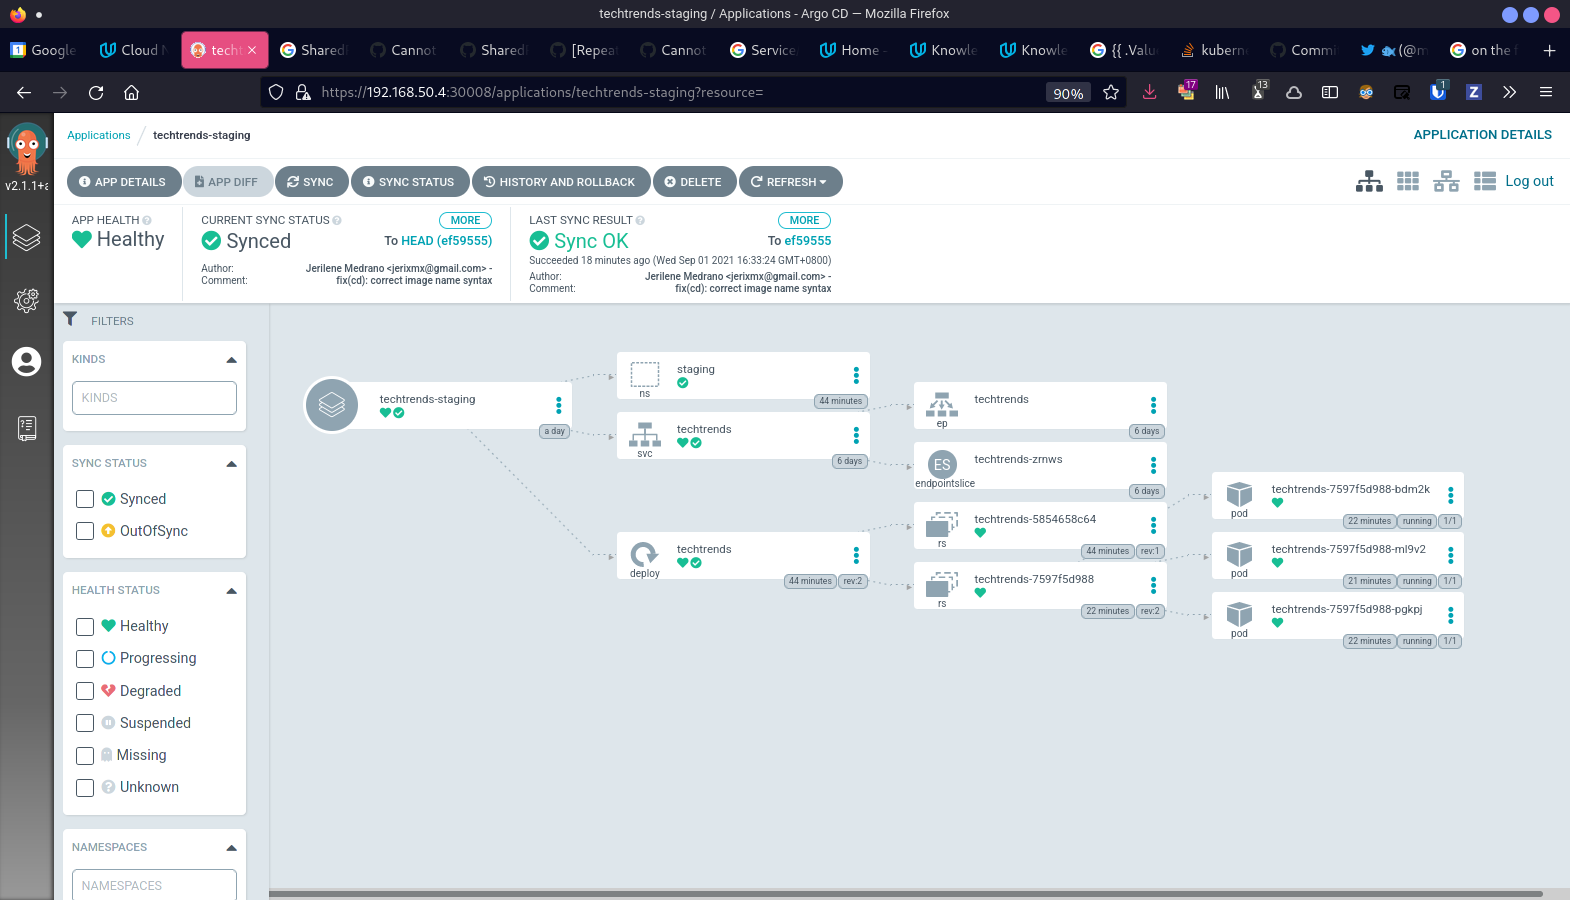 techtrends-staging / Applications - Argo CD — Mozilla Firefox
Google
Cloud N
tech
SharedI
Cannot
SharedI
[Repea
Cannot
Service
Home -
Knowle
Knowle
{{ .Valu
kubern
Commi
(@m
on the f
https://192.168.50.4:30008/applications/techtrends-staging?resource=
90%
17
13
1
Z
v2.1.1+a
Applications / techtrends-staging
APPLICATION DETAILS
APP DETAILS
APP DIFF
SYNC
SYNC STATUS
HISTORY AND ROLLBACK
DELETE
REFRESH
Log out
APP HEALTH
Healthy
CURRENT SYNC STATUS
MORE
Synced
To HEAD (ef59555)
Author: Jerilene Medrano <jerixmx@gmail.com> -
Comment: fix(cd): correct image name syntax
LAST SYNC RESULT
MORE
Sync OK
To ef59555
Succeeded 18 minutes ago (Wed Sep 01 2021 16:33:24 GMT+0800)
Author: Jerilene Medrano <jerixmx@gmail.com> -
Comment: fix(cd): correct image name syntax
FILTERS
KINDS
KINDS
SYNC STATUS
Synced
OutOfSync
HEALTH STATUS
Healthy
Progressing
Degraded
Suspended
Missing
Unknown
NAMESPACES
NAMESPACES
techtrends-staging
a day
staging
ns
44 minutes
techtrends
svc
6 days
techtrends
deploy
44 minutes
rev:2
techtrends
ep
6 days
ES
techtrends-zrnws
endpointslice
6 days
techtrends-5854658c64
rs
44 minutes
rev:1
techtrends-7597f5d988
rs
22 minutes
rev:2
techtrends-7597f5d988-bdm2k
pod
22 minutes
running
1/1
techtrends-7597f5d988-ml9v2
pod
21 minutes
running
1/1
techtrends-7597f5d988-pgkpj
pod
22 minutes
running
1/1